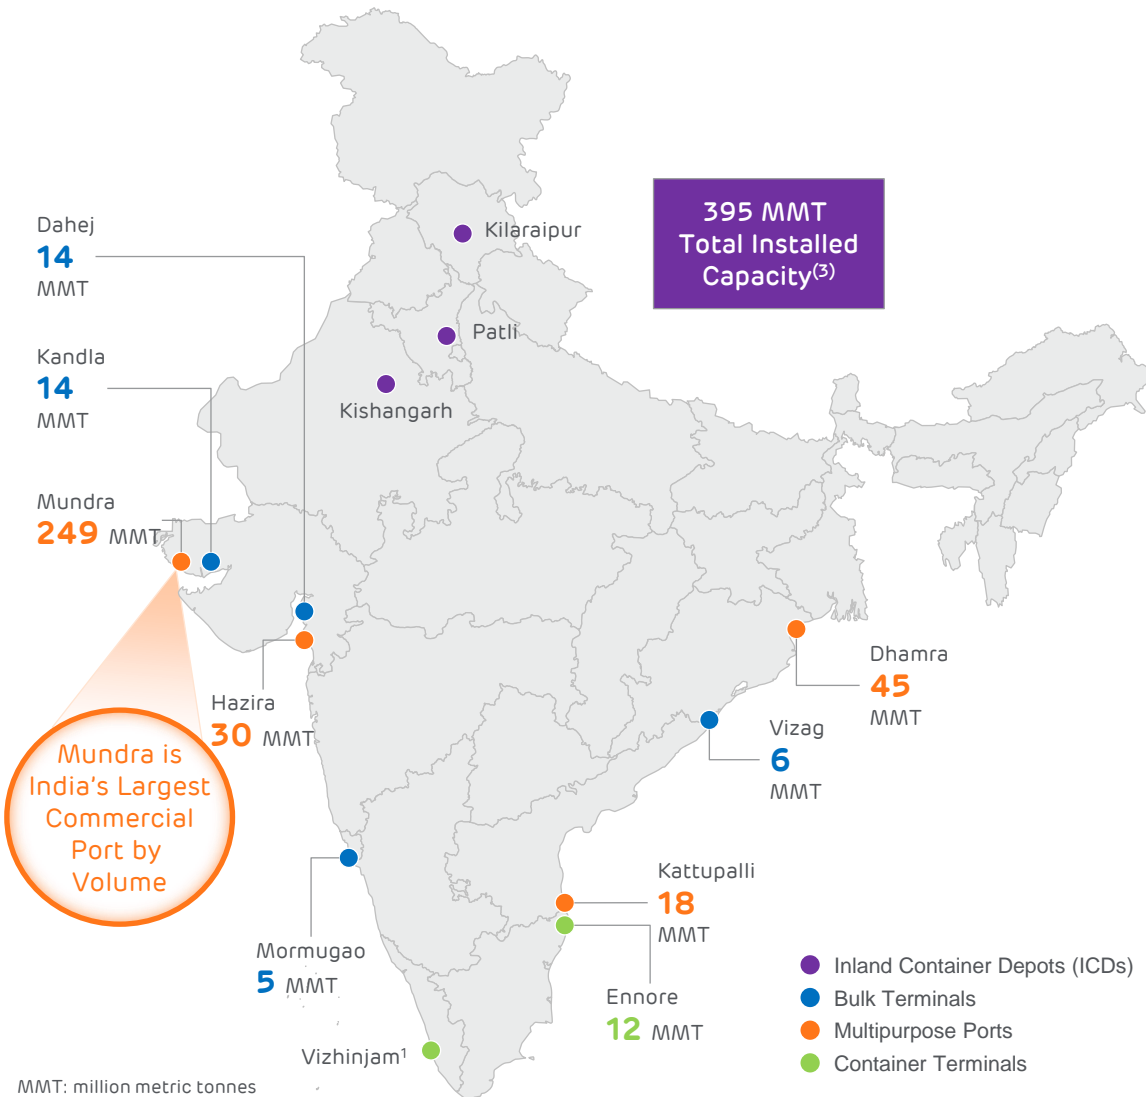 Dahej
14
MMT
Kandla
14
MMT
Mundra
249 MMT
Kilaraipur
Patli
Kishangarh
395 MMT
Total Installed
Capacity(3)
Hazira
30 MMT
Mundra is
India's Largest
Commercial
Port by
Volume
Dhamra
45
MMT
Vizag
6
MMT
Kattupalli
18
MMT
Mormugao
5 MMT
Ennore
12 MMT
Vizhinjam¹
Inland Container Depots (ICDs)
Bulk Terminals
Multipurpose Ports
Container Terminals
MMT: million metric tonnes